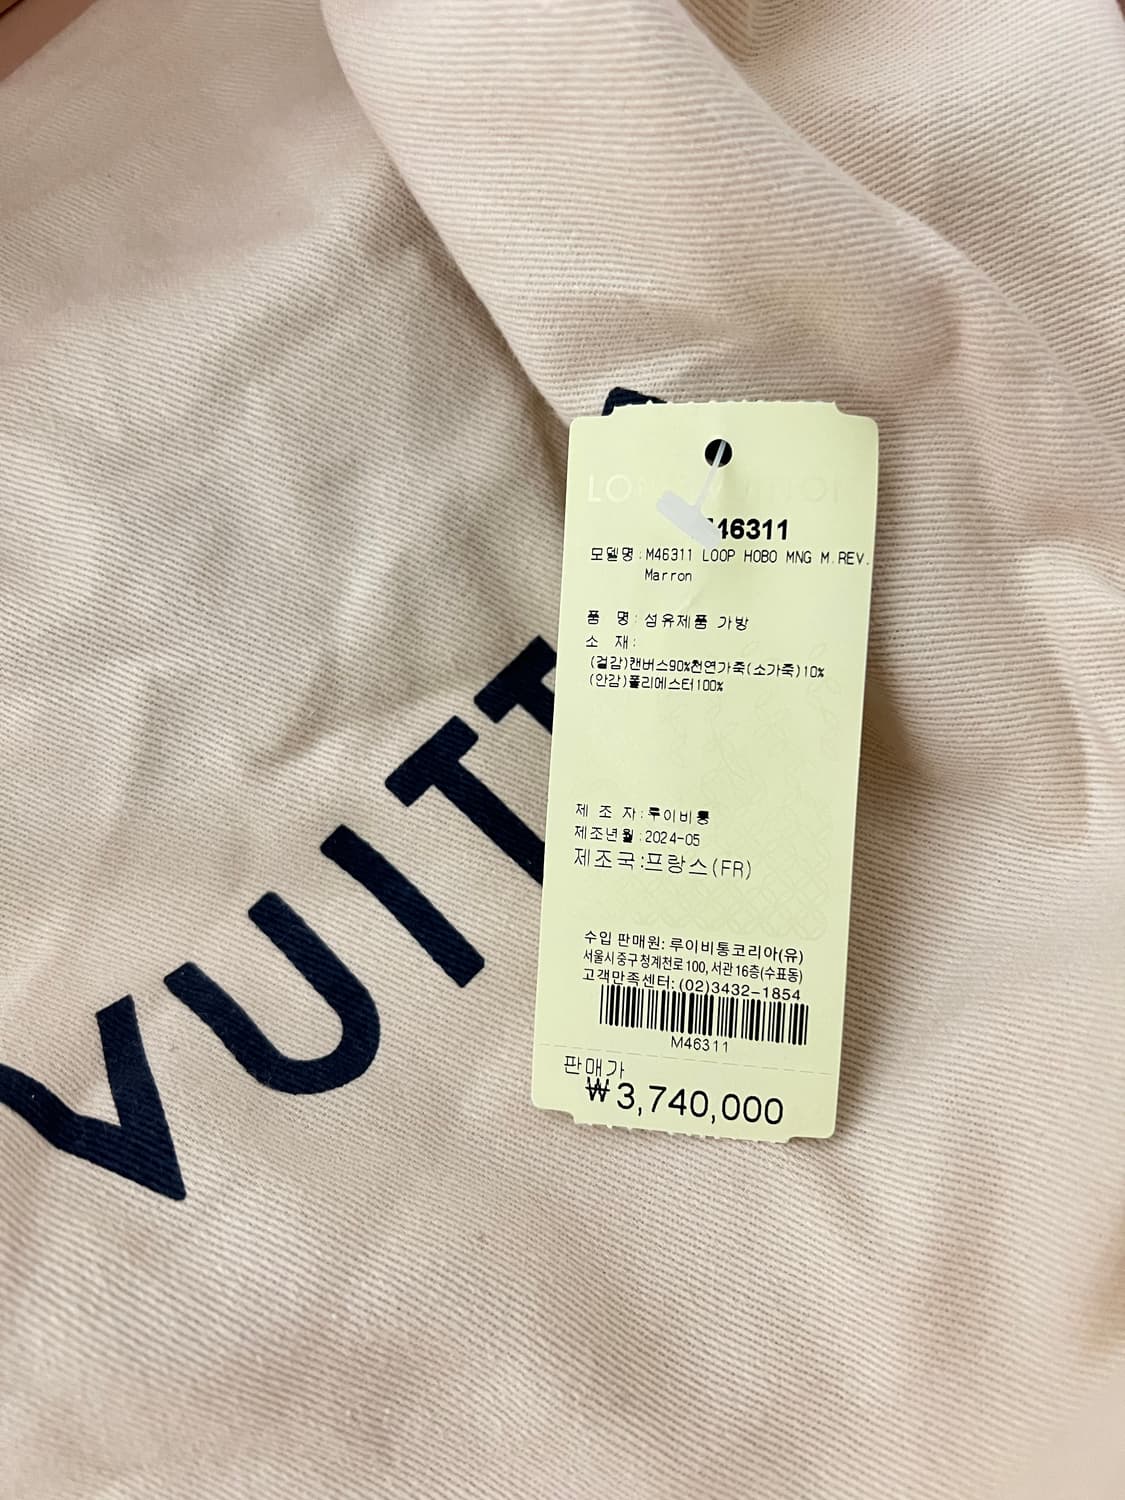 VUITT
LOUIS VUITTON
M46311
모델명:M46311 LOOP HOBO MNG M.REV.
Marron
품 명: 섬유제품 가방
소 재:
(겉감)캔버스90%천연가죽(소가죽)10%
(안감)폴리에스터100%
제 조 자:루이비통
제조년월:2024-05
제조국:프랑스(FR)
수입 판매원: 루이비통코리아(유)
서울시 중구 청계천로 100, 서관 16층(수표동)
고객만족센터: (02)3432-1854
M46311
판매가
₩3,740,000